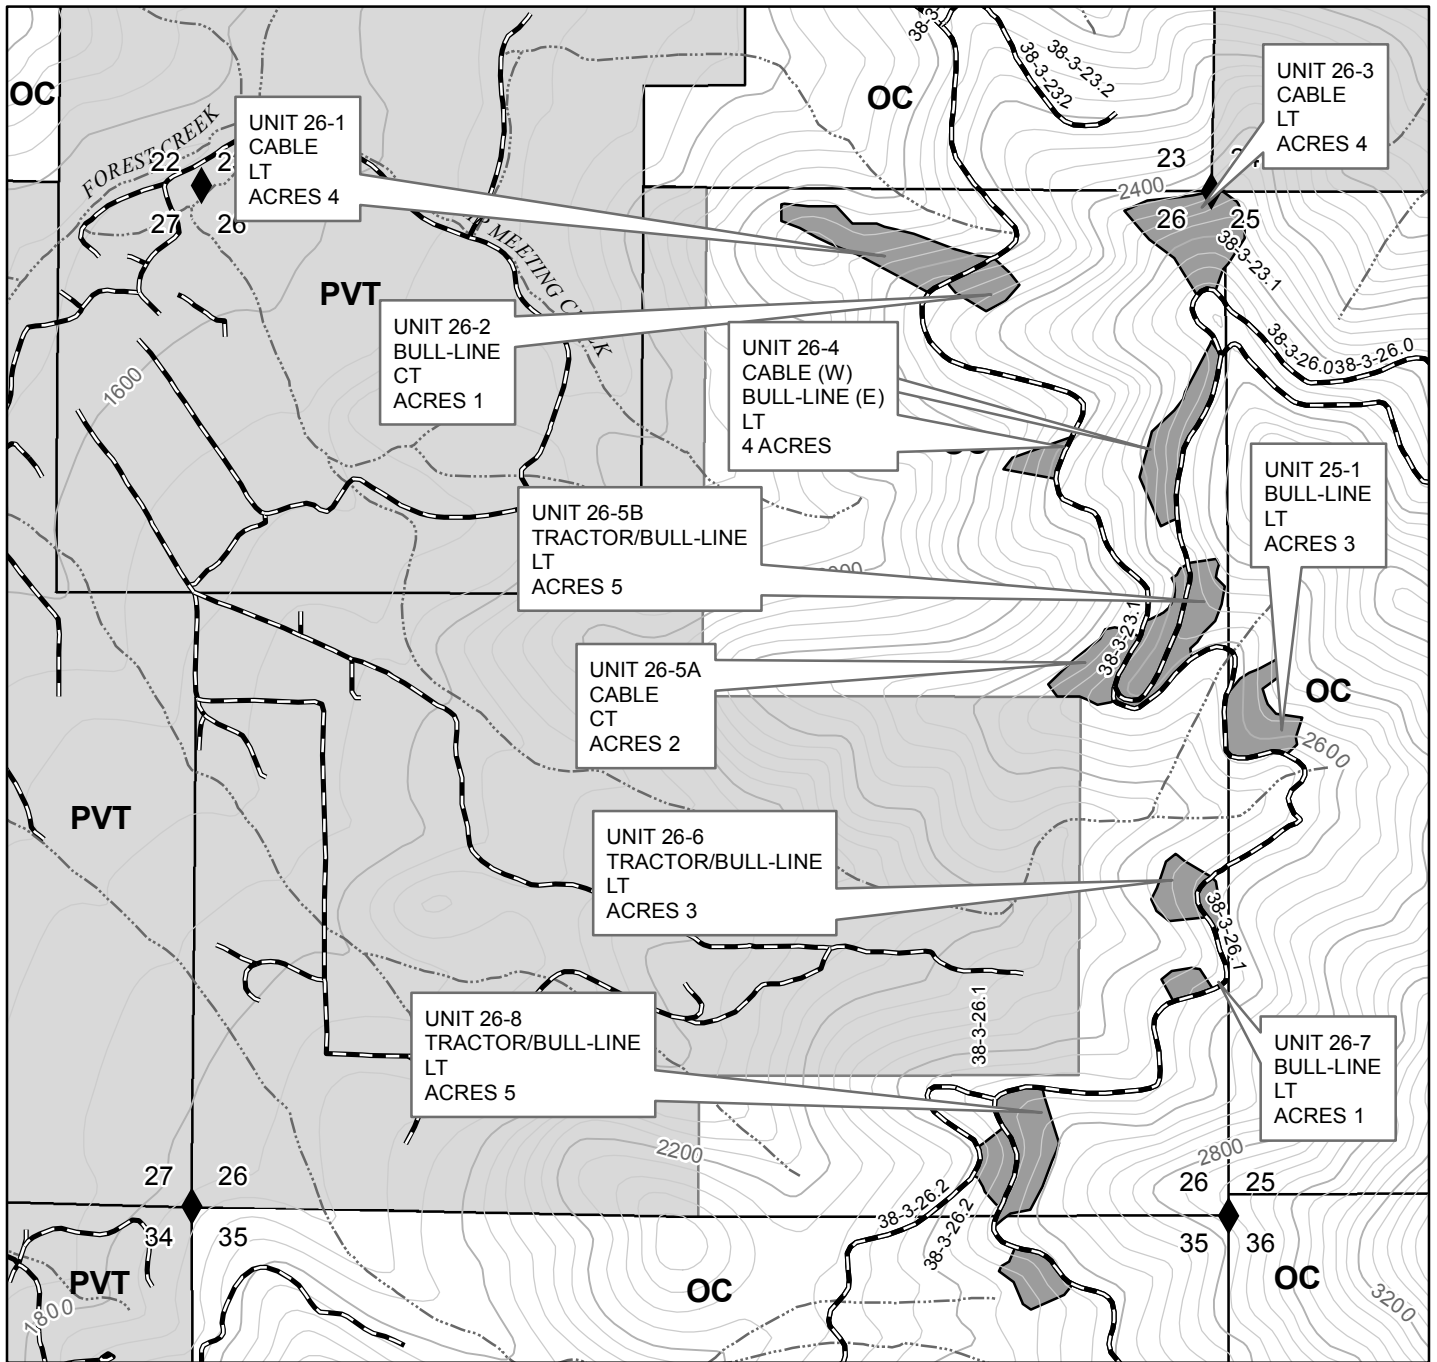 38-3-23.2
38-3-23.2
OC
OC
UNIT 26-3
CABLE
LT
ACRES 4
UNIT 26-1
CABLE
LT
ACRES 4
FOREST CREEK
22
27
26
23
2400
26
25
38-3-23.1
MEETING
PVT
UNIT 26-2
BULL-LINE
CT
ACRES 1
UNIT 26-4
CABLE (W)
BULL-LINE (E)
LT
4 ACRES
38-3-26.0
38-3-26.0
1600
UNIT 25-1
BULL-LINE
LT
ACRES 3
UNIT 26-5B
TRACTOR/BULL-LINE
LT
ACRES 5
38-3-23.1
UNIT 26-5A
CABLE
CT
ACRES 2
OC
2600
PVT
UNIT 26-6
TRACTOR/BULL-LINE
LT
ACRES 3
38-3-26.1
38-3-26.1
UNIT 26-8
TRACTOR/BULL-LINE
LT
ACRES 5
UNIT 26-7
BULL-LINE
LT
ACRES 1
2200
2800
27
26
26
25
38-3-26.2
38-3-26.2
34
35
35
36
PVT
OC
OC
1800
3200